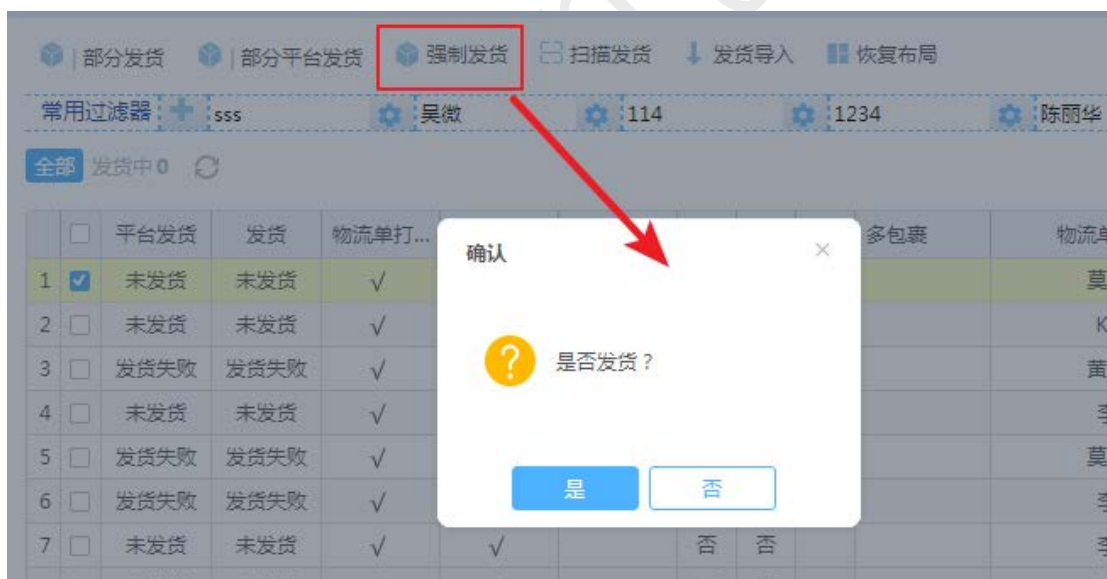 | 部分发货 | 部分平台发货 强制发货 扫描发货 发货导入 恢复布局
常用过滤器 sss 吴微 114 1234 陈丽华
全部 发货中 0
平台发货 发货 物流单打... 多包裹 物流单
确认
1 未发货 未发货 √ 莫
2 未发货 未发货 √ K
是否发货？
3 发货失败 发货失败 √ 黄
4 未发货 未发货 √
5 发货失败 发货失败 √ 莫
是 否
6 发货失败 发货失败 √
7 未发货 未发货 √ √ 否 否